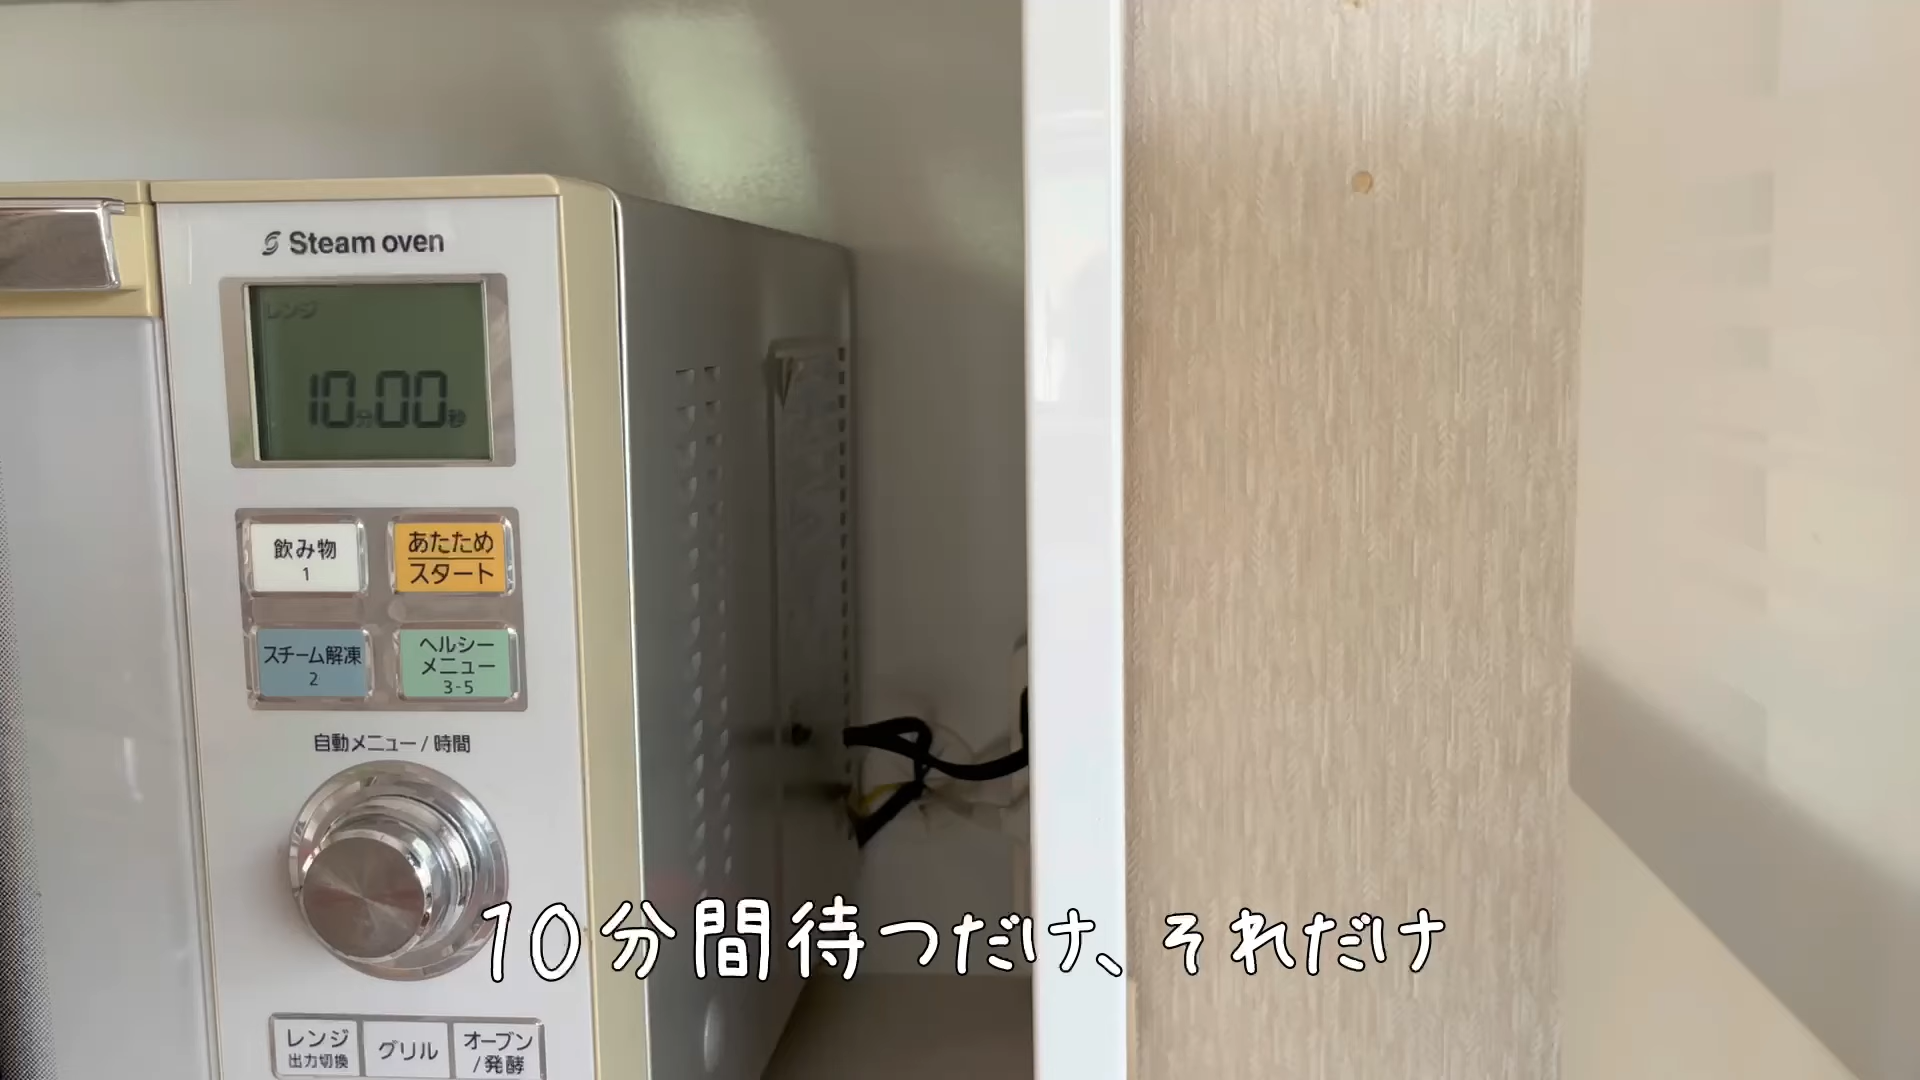 Steam oven
レンジ
10分00秒
飲み物
1
あたため
スタート
スチーム解凍
2
ヘルシー
メニュー
3-5
自動メニュー/時間
10分間待つだけ、それだけ
レンジ
出力切換
グリル
オーブン
/発酵